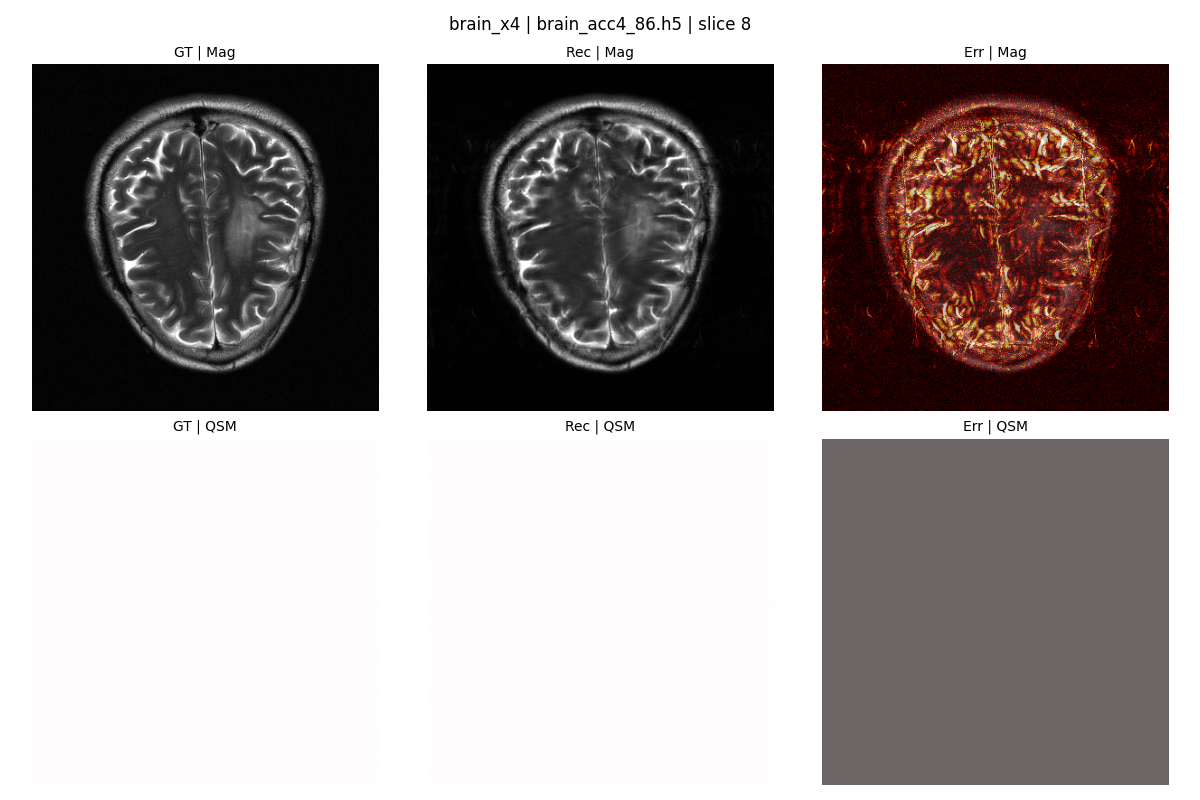 brain_x4 | brain_acc4_86.h5 | slice 8
GT | Mag
Rec | Mag
Err | Mag
GT | QSM
Rec | QSM
Err | QSM